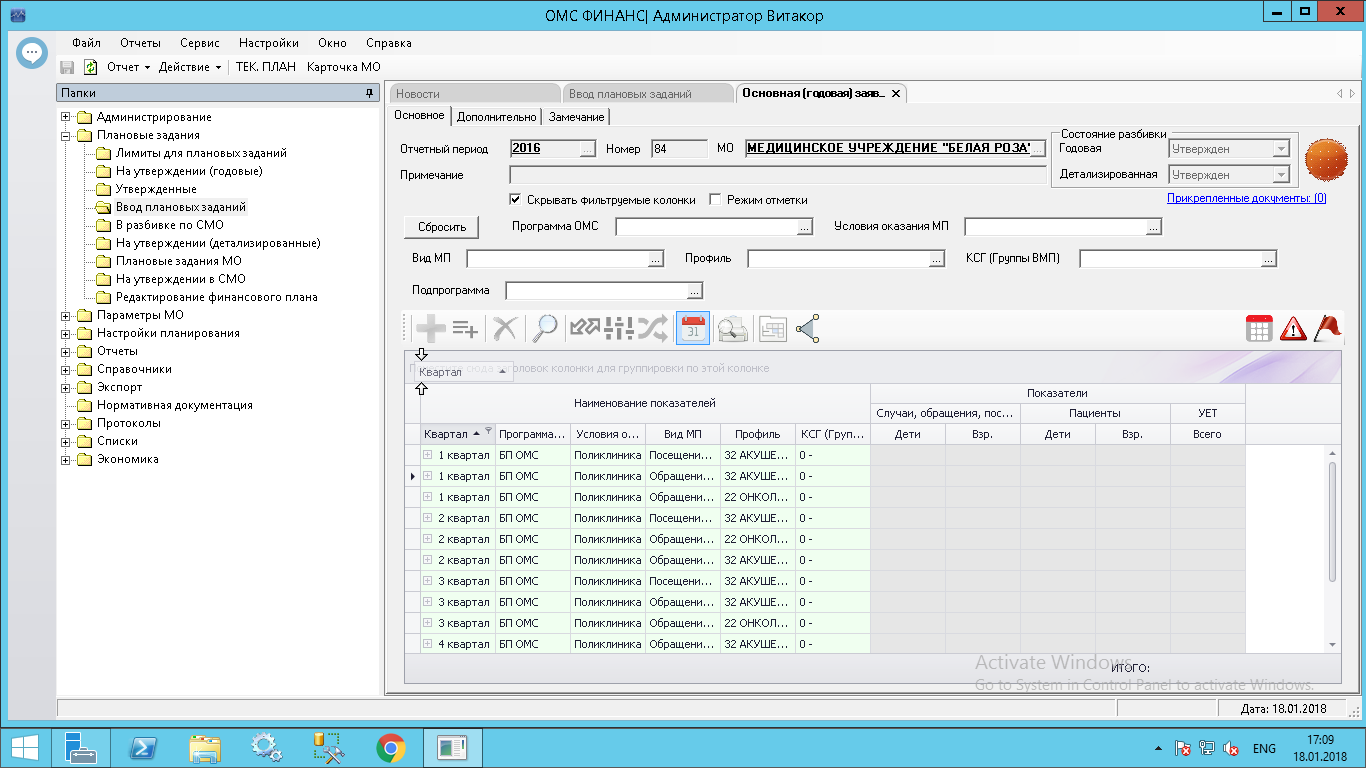 ОМС ФИНАНС| Администратор Витакор
Файл Отчеты Сервис Настройки Окно Справка
Отчет Действие ТЕК. ПЛАН Карточка МО
Папки
Администрирование
Плановые задания
Лимиты для плановых заданий
На утверждении (годовые)
Утвержденные
Ввод плановых заданий
В разбивке по СМО
На утверждении (детализированные)
Плановые задания МО
На утверждении в СМО
Редактирование финансового плана
Параметры МО
Настройки планирования
Отчеты
Справочники
Экспорт
Нормативная документация
Протоколы
Списки
Экономика
Новости Ввод плановых заданий Основная (годовая) заяв...
Основное Дополнительно Замечание
Отчетный период 2016 ... Номер 84 МО МЕДИЦИНСКОЕ УЧРЕЖДЕНИЕ "БЕЛАЯ РОЗА" ...
Примечание
Состояние разбивки
Годовая Утвержден
Детализированная Утвержден
Прикрепленные документы: (0)
Скрывать фильтруемые колонки Режим отметки
Сбросить Программа ОМС ... Условия оказания МП ...
Вид МП ... Профиль ... КСГ (Группы ВМП) ...
Подпрограмма ...
31
Квартал
оловок колонки для группировки по этой колонке
Наименование показателей Показатели
Случаи, обращения, пос... Пациенты УЕТ
Квартал Программа... Условия о... Вид МП Профиль КСГ (Груп... Дети Взр. Дети Взр. Всего
1 квартал БП ОМС Поликлиника Посещени... 32 АКУШЕ... 0 -
1 квартал БП ОМС Поликлиника Обращени... 32 АКУШЕ... 0 -
1 квартал БП ОМС Поликлиника Обращени... 22 ОНКОЛ... 0 -
2 квартал БП ОМС Поликлиника Посещени... 32 АКУШЕ... 0 -
2 квартал БП ОМС Поликлиника Обращени... 22 ОНКОЛ... 0 -
2 квартал БП ОМС Поликлиника Обращени... 32 АКУШЕ... 0 -
3 квартал БП ОМС Поликлиника Посещени... 32 АКУШЕ... 0 -
3 квартал БП ОМС Поликлиника Обращени... 32 АКУШЕ... 0 -
3 квартал БП ОМС Поликлиника Обращени... 22 ОНКОЛ... 0 -
4 квартал БП ОМС Поликлиника Обращени... 32 АКУШЕ... 0 -
ИТОГО:
Activate Windows
Go to System in Control Panel to activate Windows.
Дата: 18.01.2018
ENG
17:09
18.01.2018